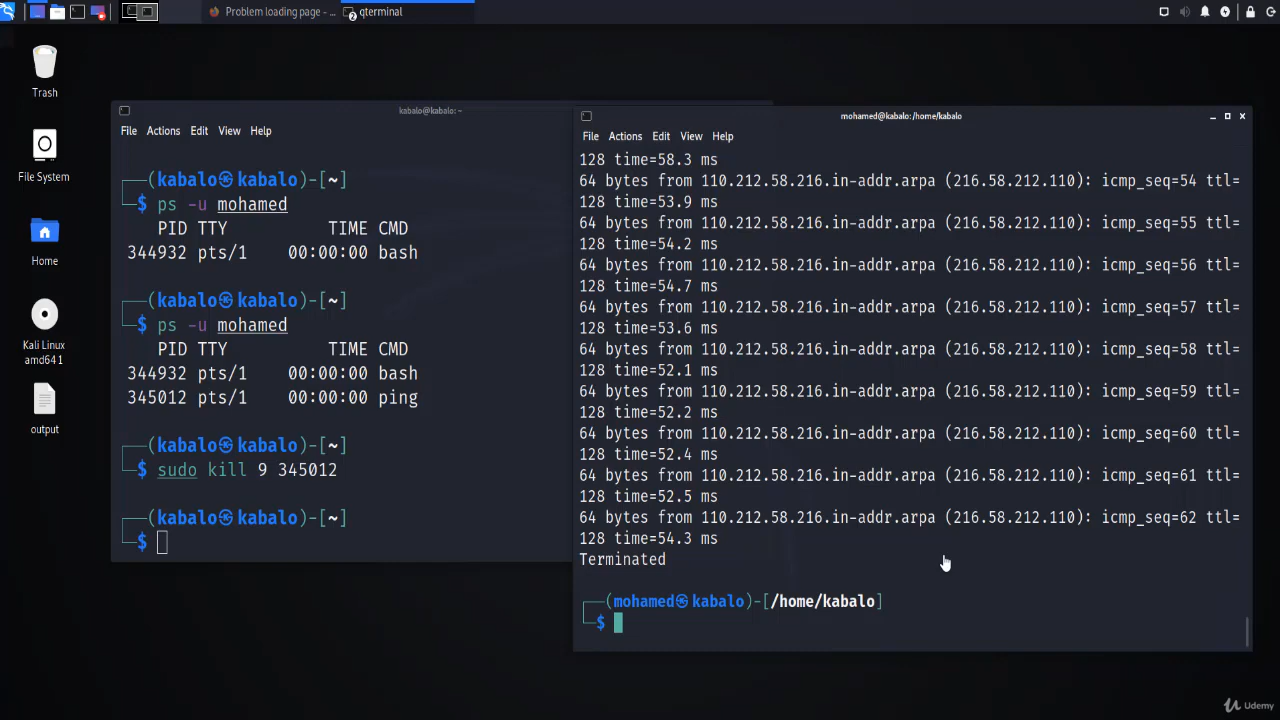 Problem loading page - ...
qterminal
2
Trash
File System
Home
Kali Linux
amd64 1
output
kabalo@kabalo: ~
File Actions Edit View Help
(kabalo㉿kabalo)-[~]
$ ps -u mohamed
PID TTY TIME CMD
344932 pts/1 00:00:00 bash
(kabalo㉿kabalo)-[~]
$ ps -u mohamed
PID TTY TIME CMD
344932 pts/1 00:00:00 bash
345012 pts/1 00:00:00 ping
(kabalo㉿kabalo)-[~]
$ sudo kill 9 345012
(kabalo㉿kabalo)-[~]
$
mohamed@kabalo:/home/kabalo
File Actions Edit View Help
128 time=58.3 ms
64 bytes from 110.212.58.216.in-addr.arpa (216.58.212.110): icmp_seq=54 ttl=
128 time=53.9 ms
64 bytes from 110.212.58.216.in-addr.arpa (216.58.212.110): icmp_seq=55 ttl=
128 time=54.2 ms
64 bytes from 110.212.58.216.in-addr.arpa (216.58.212.110): icmp_seq=56 ttl=
128 time=54.7 ms
64 bytes from 110.212.58.216.in-addr.arpa (216.58.212.110): icmp_seq=57 ttl=
128 time=53.6 ms
64 bytes from 110.212.58.216.in-addr.arpa (216.58.212.110): icmp_seq=58 ttl=
128 time=52.1 ms
64 bytes from 110.212.58.216.in-addr.arpa (216.58.212.110): icmp_seq=59 ttl=
128 time=52.2 ms
64 bytes from 110.212.58.216.in-addr.arpa (216.58.212.110): icmp_seq=60 ttl=
128 time=52.4 ms
64 bytes from 110.212.58.216.in-addr.arpa (216.58.212.110): icmp_seq=61 ttl=
128 time=52.5 ms
64 bytes from 110.212.58.216.in-addr.arpa (216.58.212.110): icmp_seq=62 ttl=
128 time=54.3 ms
Terminated
(mohamed㉿kabalo)-[/home/kabalo]
$
Udemy